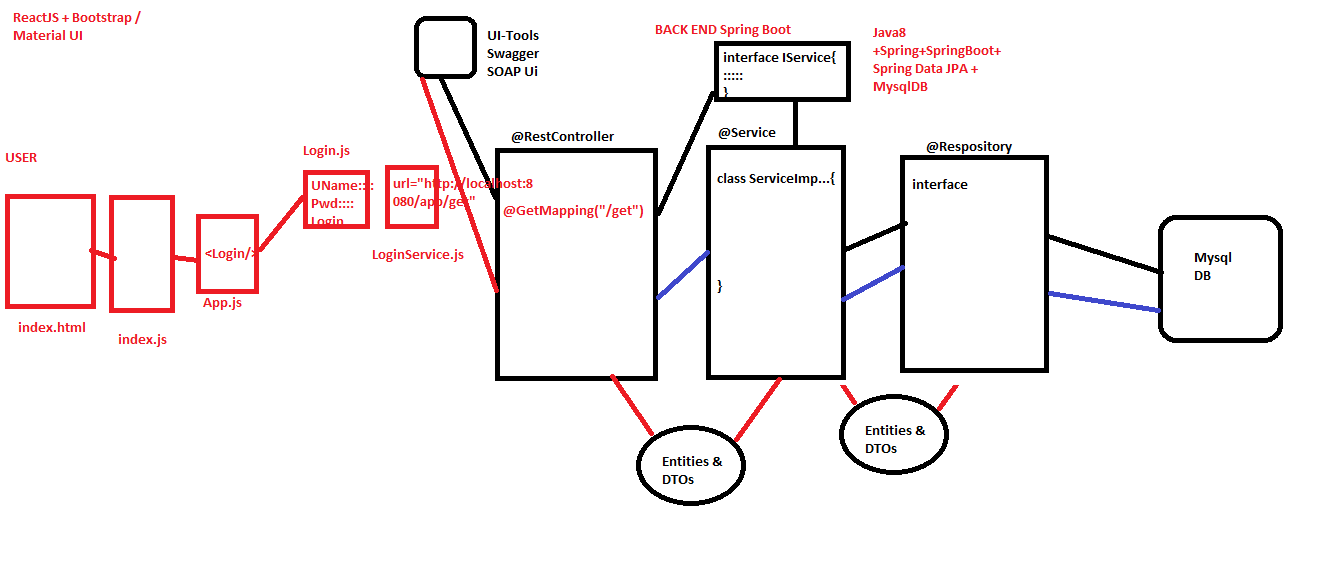 ReactJS + Bootstrap /
Material UI
UI-Tools
Swagger
SOAP Ui
BACK END Spring Boot
interface IService{
:::::
}
Java8
+Spring+SpringBoot+
Spring Data JPA +
MysqlDB
USER
index.html
index.js
<Login/>
App.js
Login.js
UName::::
Pwd::::
Login
url="http://localhost:8
080/app/get"
LoginService.js
@RestController
@GetMapping("/get")
@Service
class ServiceImp...{
}
@Respository
interface
Mysql
DB
Entities &
DTOs
Entities &
DTOs